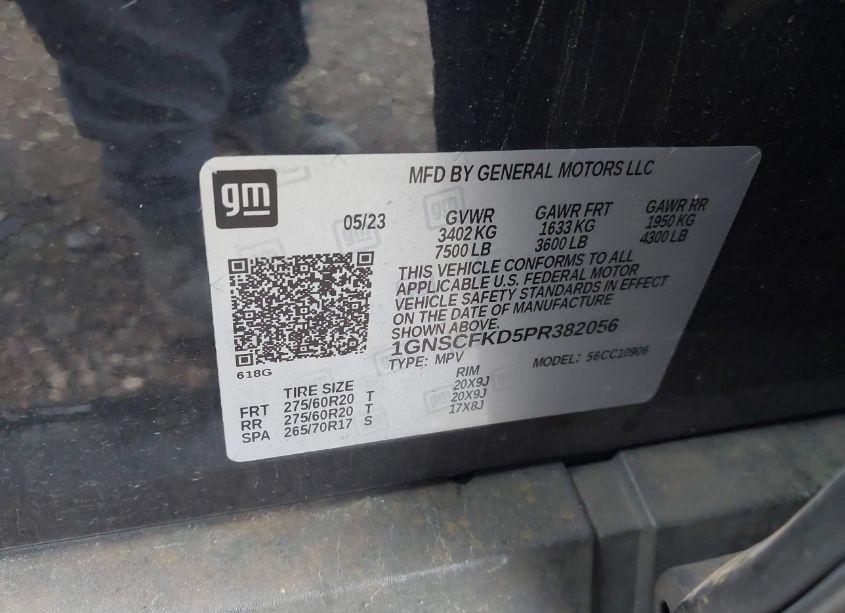 gm
MFD BY GENERAL MOTORS LLC
05/23
GVWR GAWR FRT GAWR RR
3402 KG 1633 KG 1950 KG
7500 LB 3600 LB 4300 LB
THIS VEHICLE CONFORMS TO ALL
APPLICABLE U.S. FEDERAL MOTOR
VEHICLE SAFETY STANDARDS IN EFFECT
ON THE DATE OF MANUFACTURE
SHOWN ABOVE.
1GNSCFKD5PR382056
TYPE: MPV MODEL: 56CC10906
618G
TIRE SIZE RIM
FRT 275/60R20 T 20X9J
RR 275/60R20 T 20X9J
SPA 265/70R17 S 17X8J